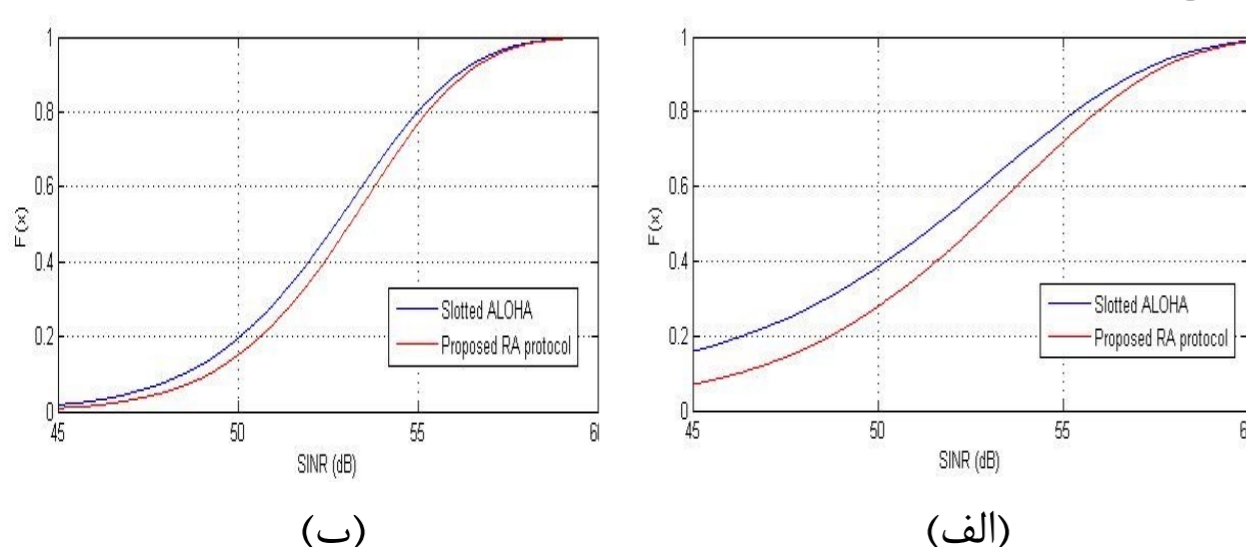 1
0.8
0.6
0.4
0.2
0
F(x)
45
50
55
6
SINR (dB)
Slotted ALOHA
Proposed RA protocol
(ب)
1
0.8
0.6
0.4
0.2
0
F(x)
45
50
55
6
SINR (dB)
Slotted ALOHA
Proposed RA protocol
(الف)